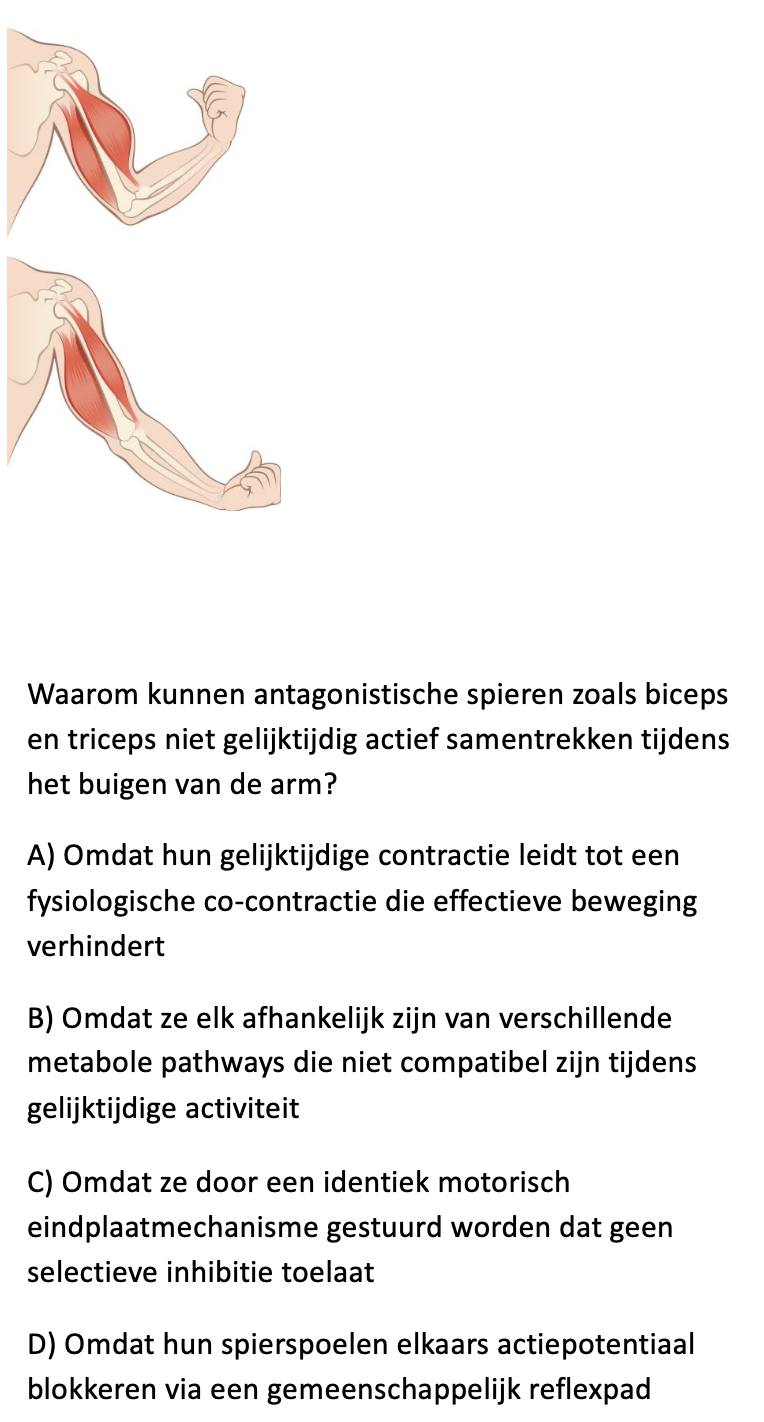 Waarom kunnen antagonistische spieren zoals biceps
en triceps niet gelijktijdig actief samentrekken tijdens
het buigen van de arm?
A) Omdat hun gelijktijdige contractie leidt tot een
fysiologische co-contractie die effectieve beweging
verhindert
B) Omdat ze elk afhankelijk zijn van verschillende
metabole pathways die niet compatibel zijn tijdens
gelijktijdige activiteit
C) Omdat ze door een identiek motorisch
eindplaatmechanisme gestuurd worden dat geen
selectieve inhibitie toelaat
D) Omdat hun spierspoelen elkaars actiepotentiaal
blokkeren via een gemeenschappelijk reflexpad